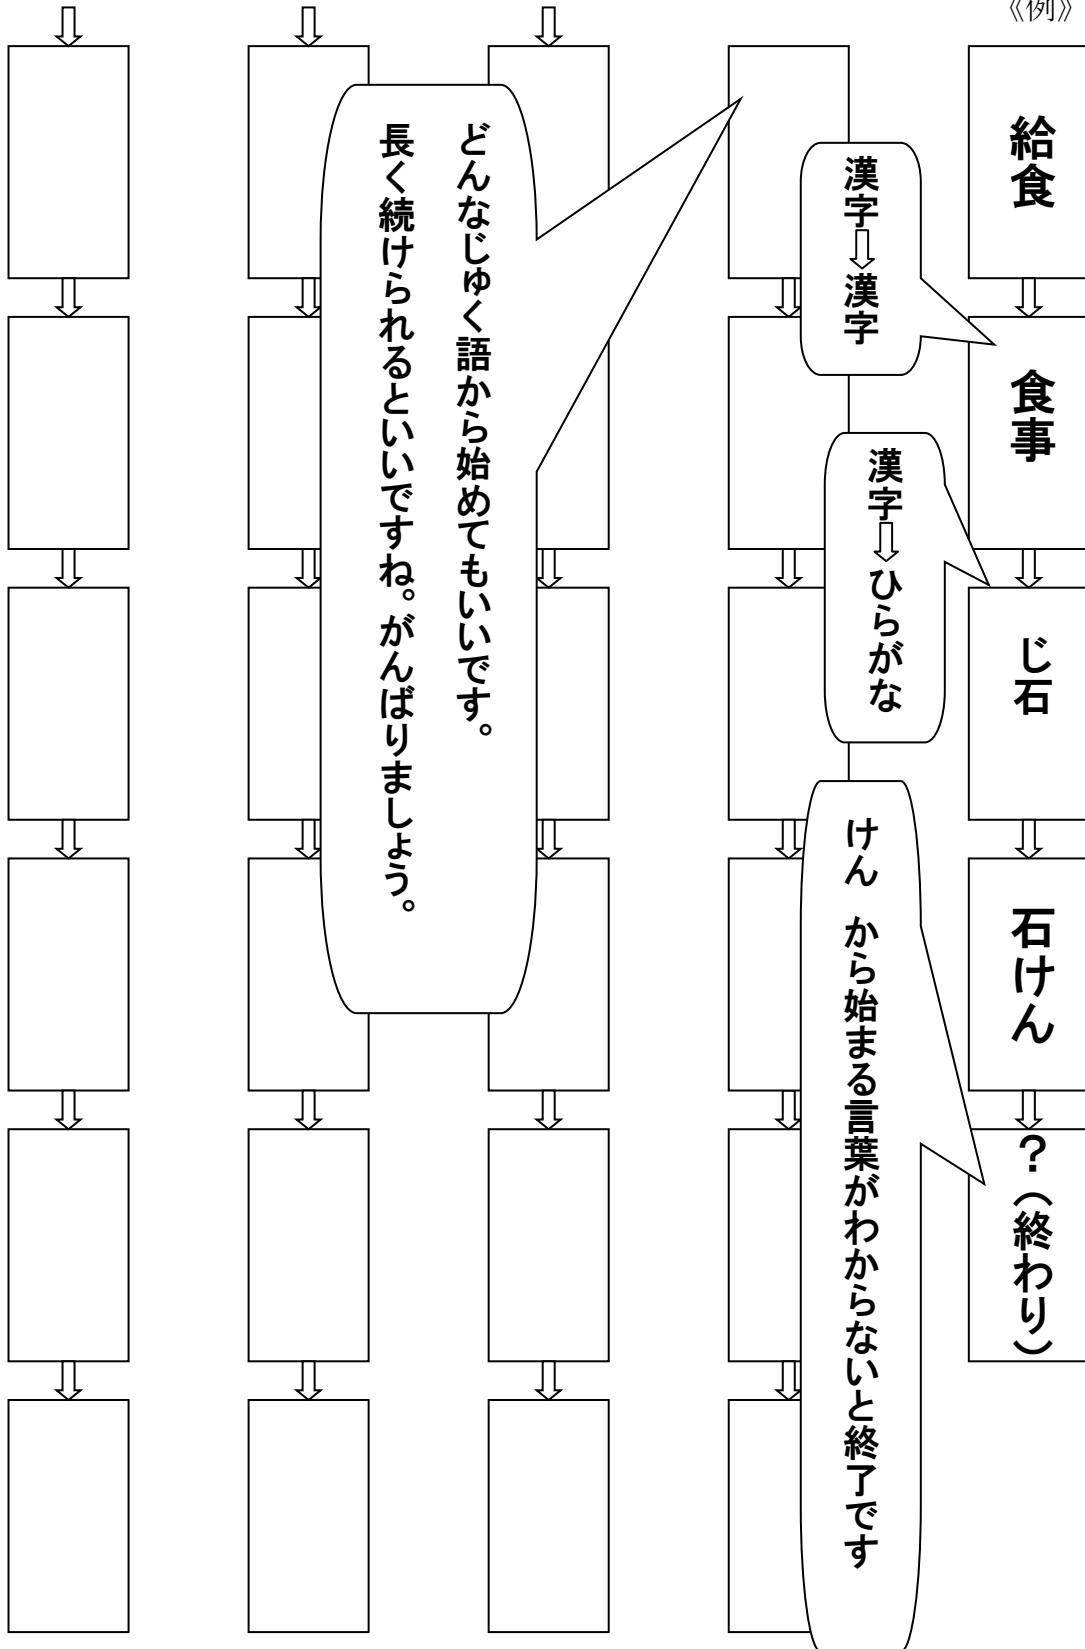 《例》
給食
食事
じ石
石けん
？（終わり）
漢字⇩漢字
漢字⇩ひらがな
けん　から始まる言葉がわからないと終了です
どんなじゅく語から始めてもいいです。
長く続けられるといいですね。がんばりましょう。